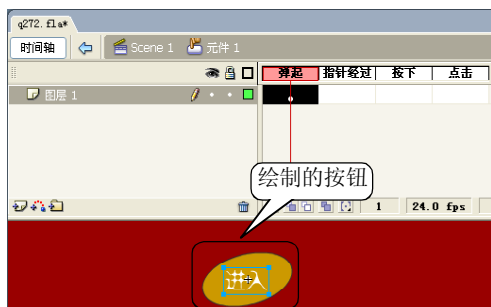 q272.fla*
时间轴 Scene 1 元件 1
弹起 指针经过 按下 点击
图层 1
绘制的按钮
1 24.0 fps
进入